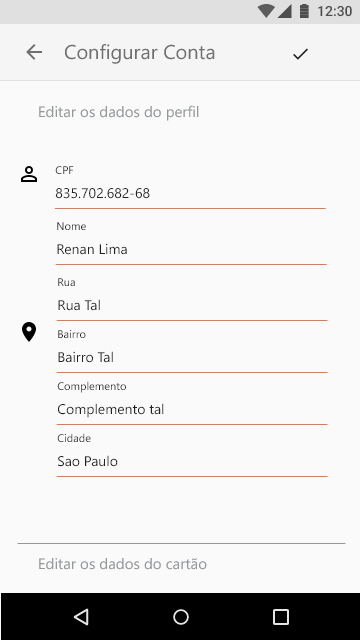 12:30
Configurar Conta
Editar os dados do perfil
CPF
835.702.682-68
Nome
Renan Lima
Rua
Rua Tal
Bairro
Bairro Tal
Complemento
Complemento tal
Cidade
Sao Paulo
Editar os dados do cartão